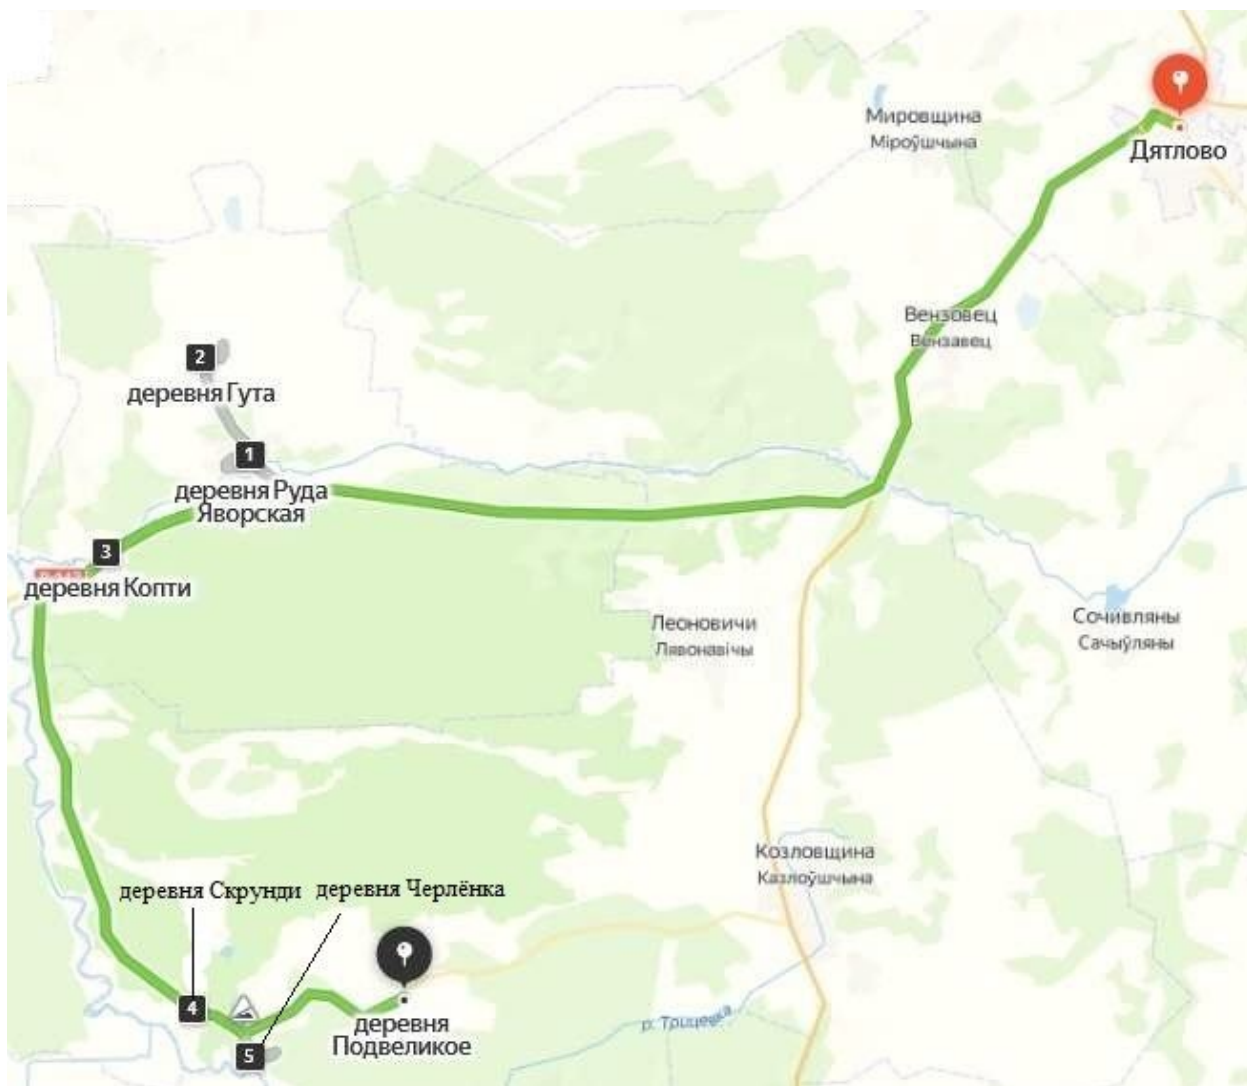 Мировщина
Міроўшчына
Дятлово
Вензовец
Вензавец
2
деревня Гута
1
деревня Руда
Яворская
3
деревня Копти
Леоновичи
Лявонавічы
Сочивляны
Сачыўляны
Козловщина
Казлоўшчына
деревня Скрунди
деревня Черлёнка
4
5
деревня
Подвеликое
р. Трицевка